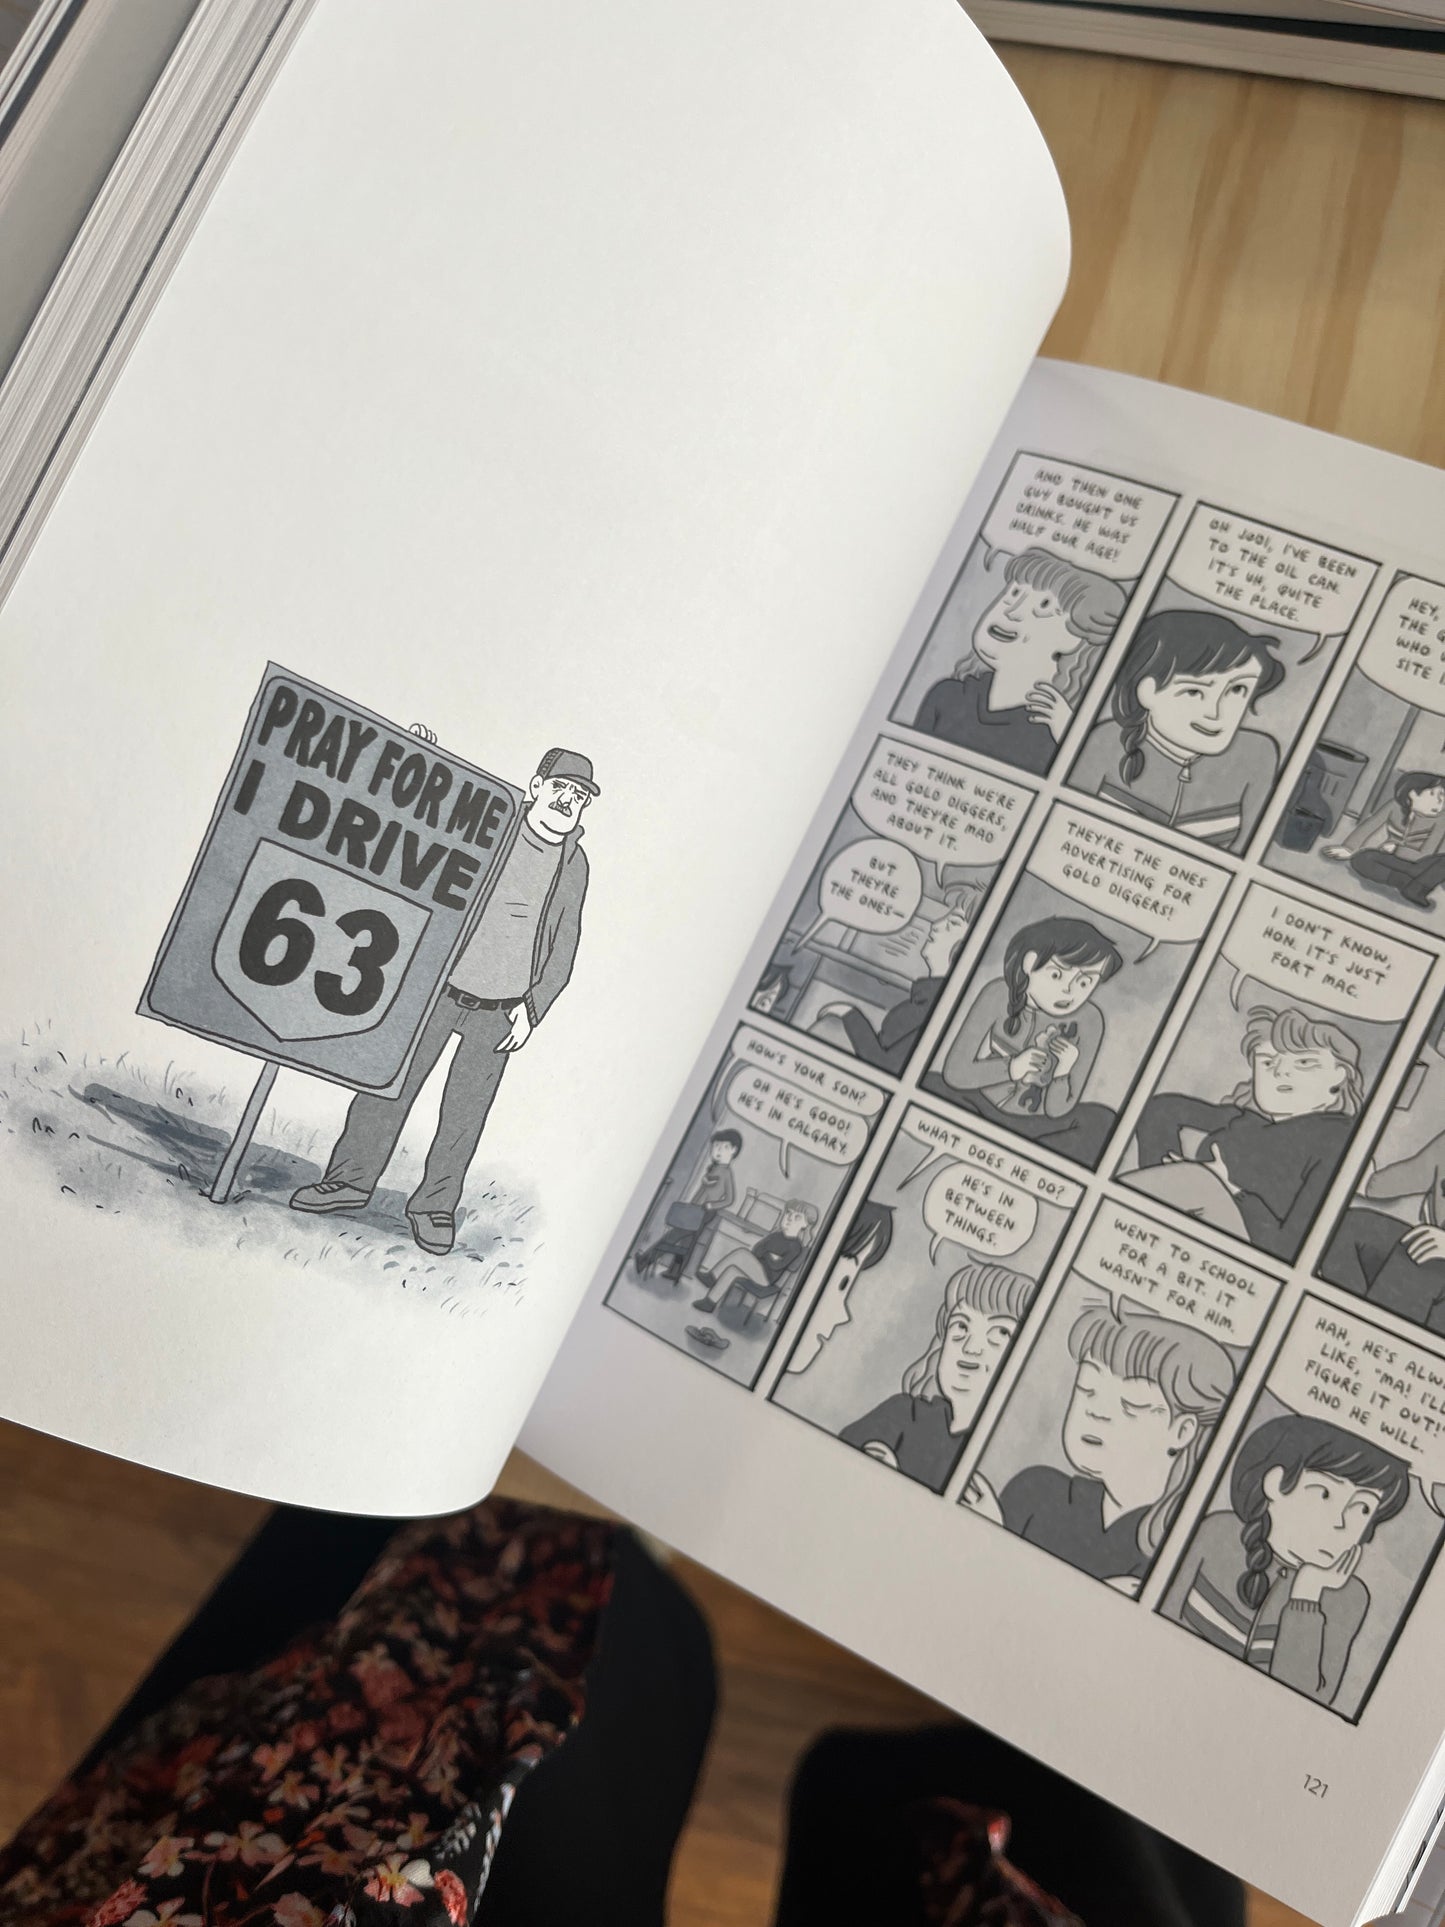 PRAY FOR ME
I DRIVE
63
AND THEN ONE
GUY BOUGHT US
DRINKS. HE WAS
HALF OUR AGE!
OH JODI, I'VE BEEN
TO THE OIL CAN.
IT'S UH, QUITE
THE PLACE.
HEY,
THE
WHO
SITE
THEY THINK WE'RE
ALL GOLD DIGGERS,
AND THEY'RE MAD
ABOUT IT.
BUT
THEY'RE
THE ONES—
THEY'RE THE ONES
ADVERTISING FOR
GOLD DIGGERS!
I DON'T KNOW,
HON. IT'S JUST
FORT MAC.
HOW'S YOUR SON?
OH HE'S GOOD!
HE'S IN CALGARY.
WHAT DOES HE DO?
HE'S IN
BETWEEN
THINGS.
WENT TO SCHOOL
FOR A BIT. IT
WASN'T FOR HIM.
HAH, HE'S
LIKE, "MA! I'LL
FIGURE IT OUT!"
AND HE WILL.
121